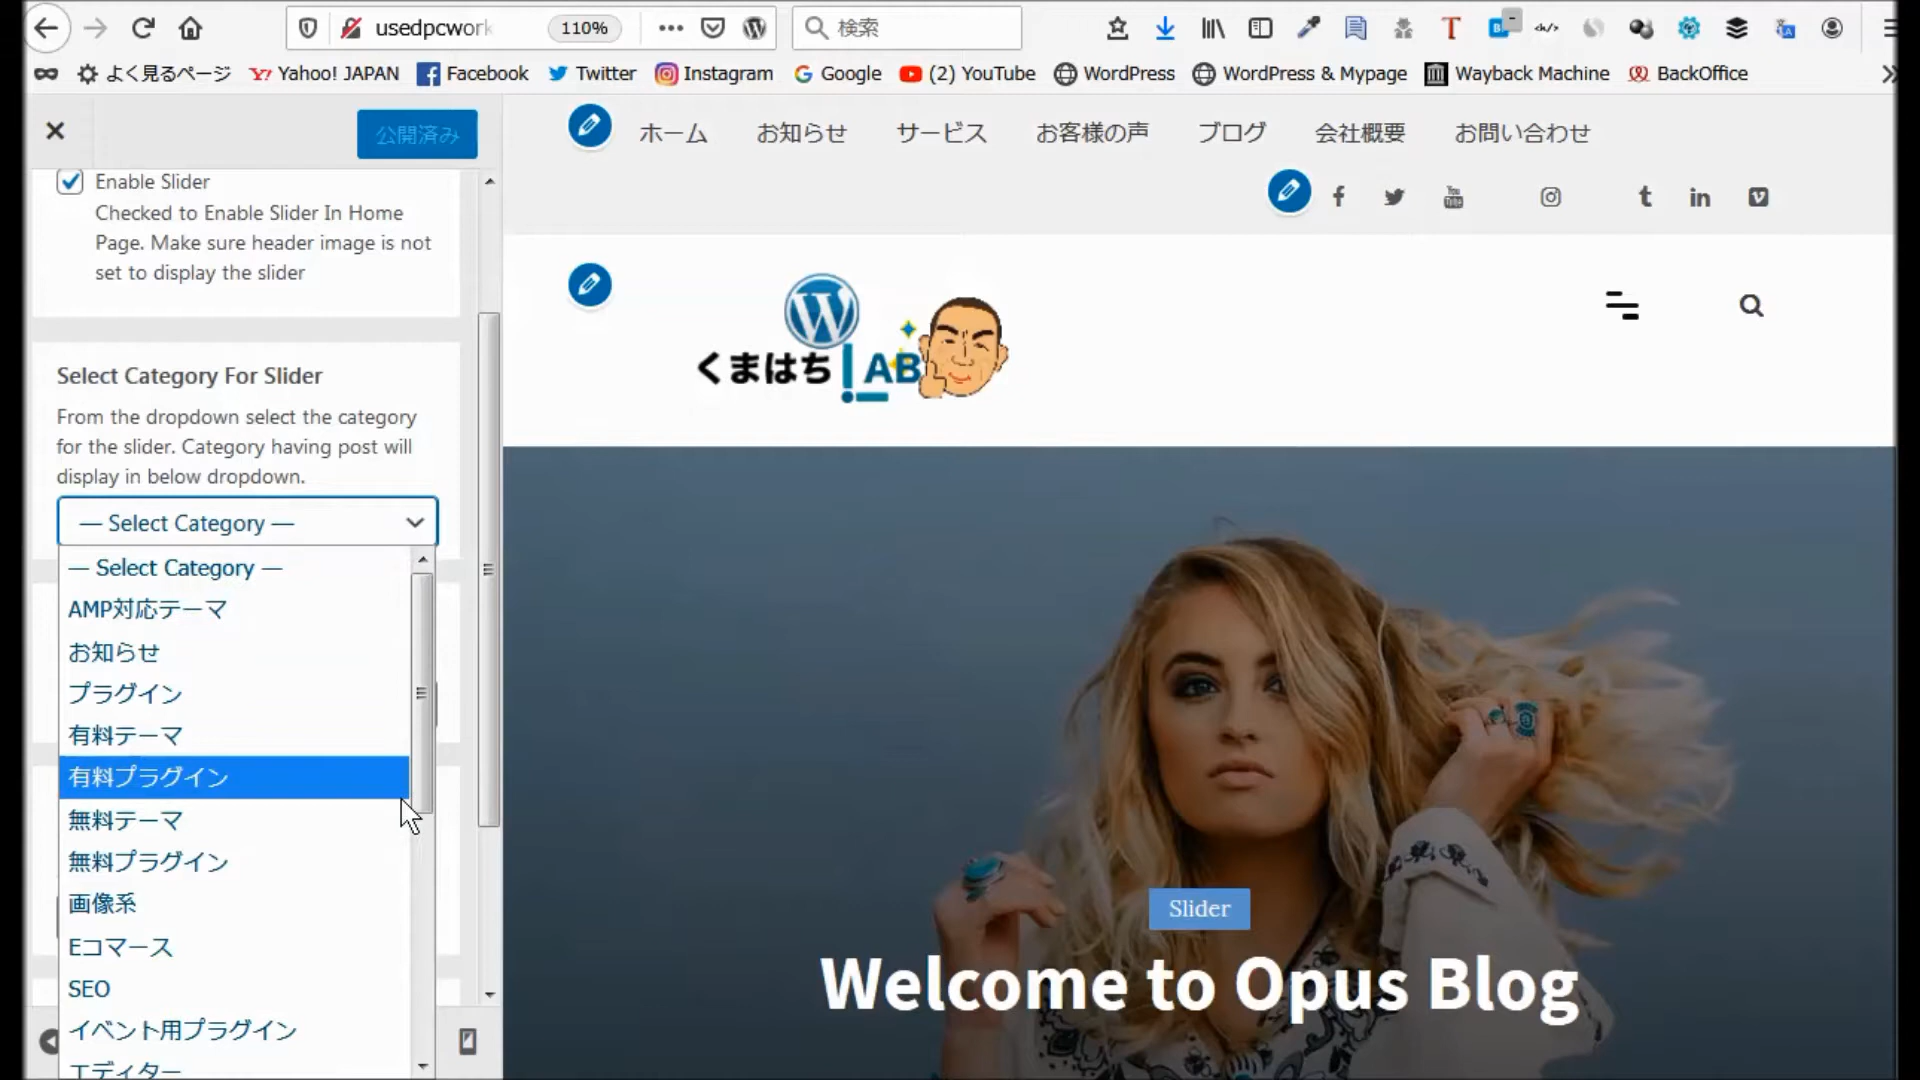 usedpcwork
110%
検索
よく見るページ
Yahoo! JAPAN
Facebook
Twitter
Instagram
Google
(2) YouTube
WordPress
WordPress & Mypage
Wayback Machine
BackOffice
公開済み
Enable Slider
Checked to Enable Slider In Home
Page. Make sure header image is not
set to display the slider
Select Category For Slider
From the dropdown select the category
for the slider. Category having post will
display in below dropdown.
— Select Category —
— Select Category —
AMP対応テーマ
お知らせ
プラグイン
有料テーマ
有料プラグイン
無料テーマ
無料プラグイン
画像系
Eコマース
SEO
イベント用プラグイン
エディター
ホーム
お知らせ
サービス
お客様の声
ブログ
会社概要
お問い合わせ
くまはち LAB
Slider
Welcome to Opus Blog